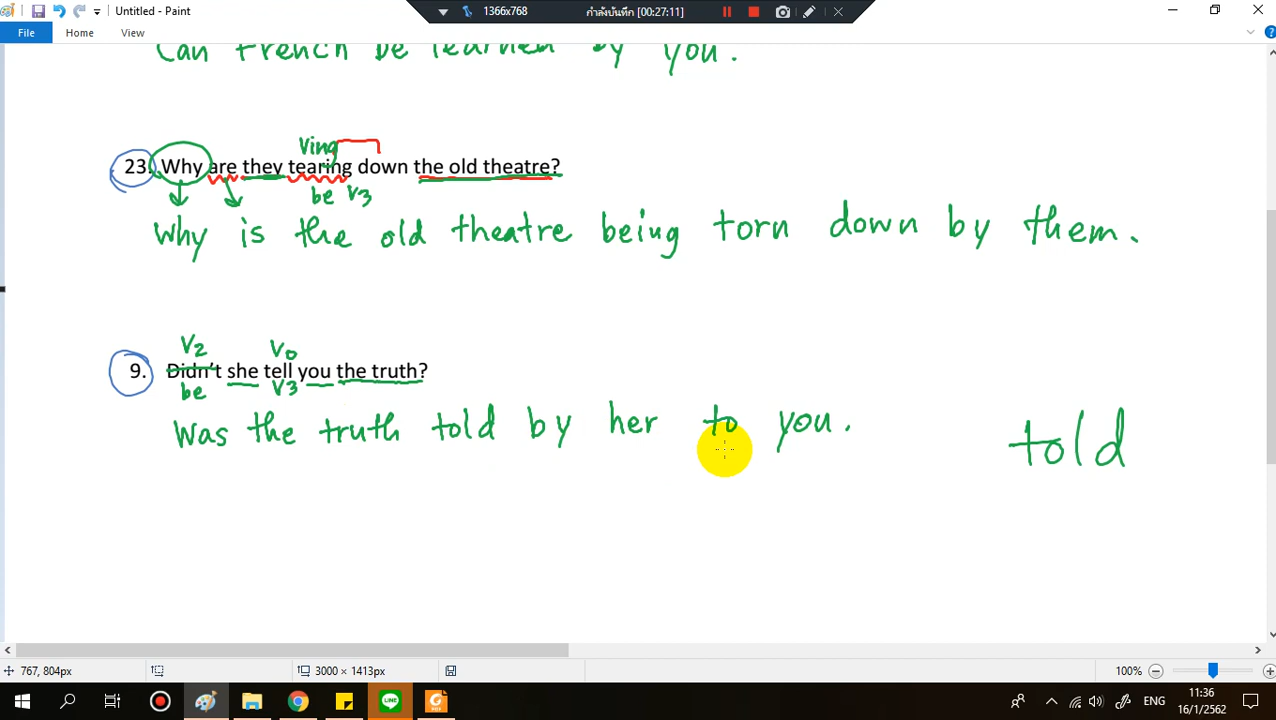 Untitled - Paint
1366x768
กำลังบันทึก [00:27:11]
File Home View
Can French be learned by you.
Ving
23. Why are they tearing down the old theatre?
be V3
Why is the old theatre being torn down by them.
V2 V0
9. Didn't she tell you the truth?
be V3
Was the truth told by her to you.
told
767, 804px
3000 × 1413px
100%
ENG
11:36
16/1/2562